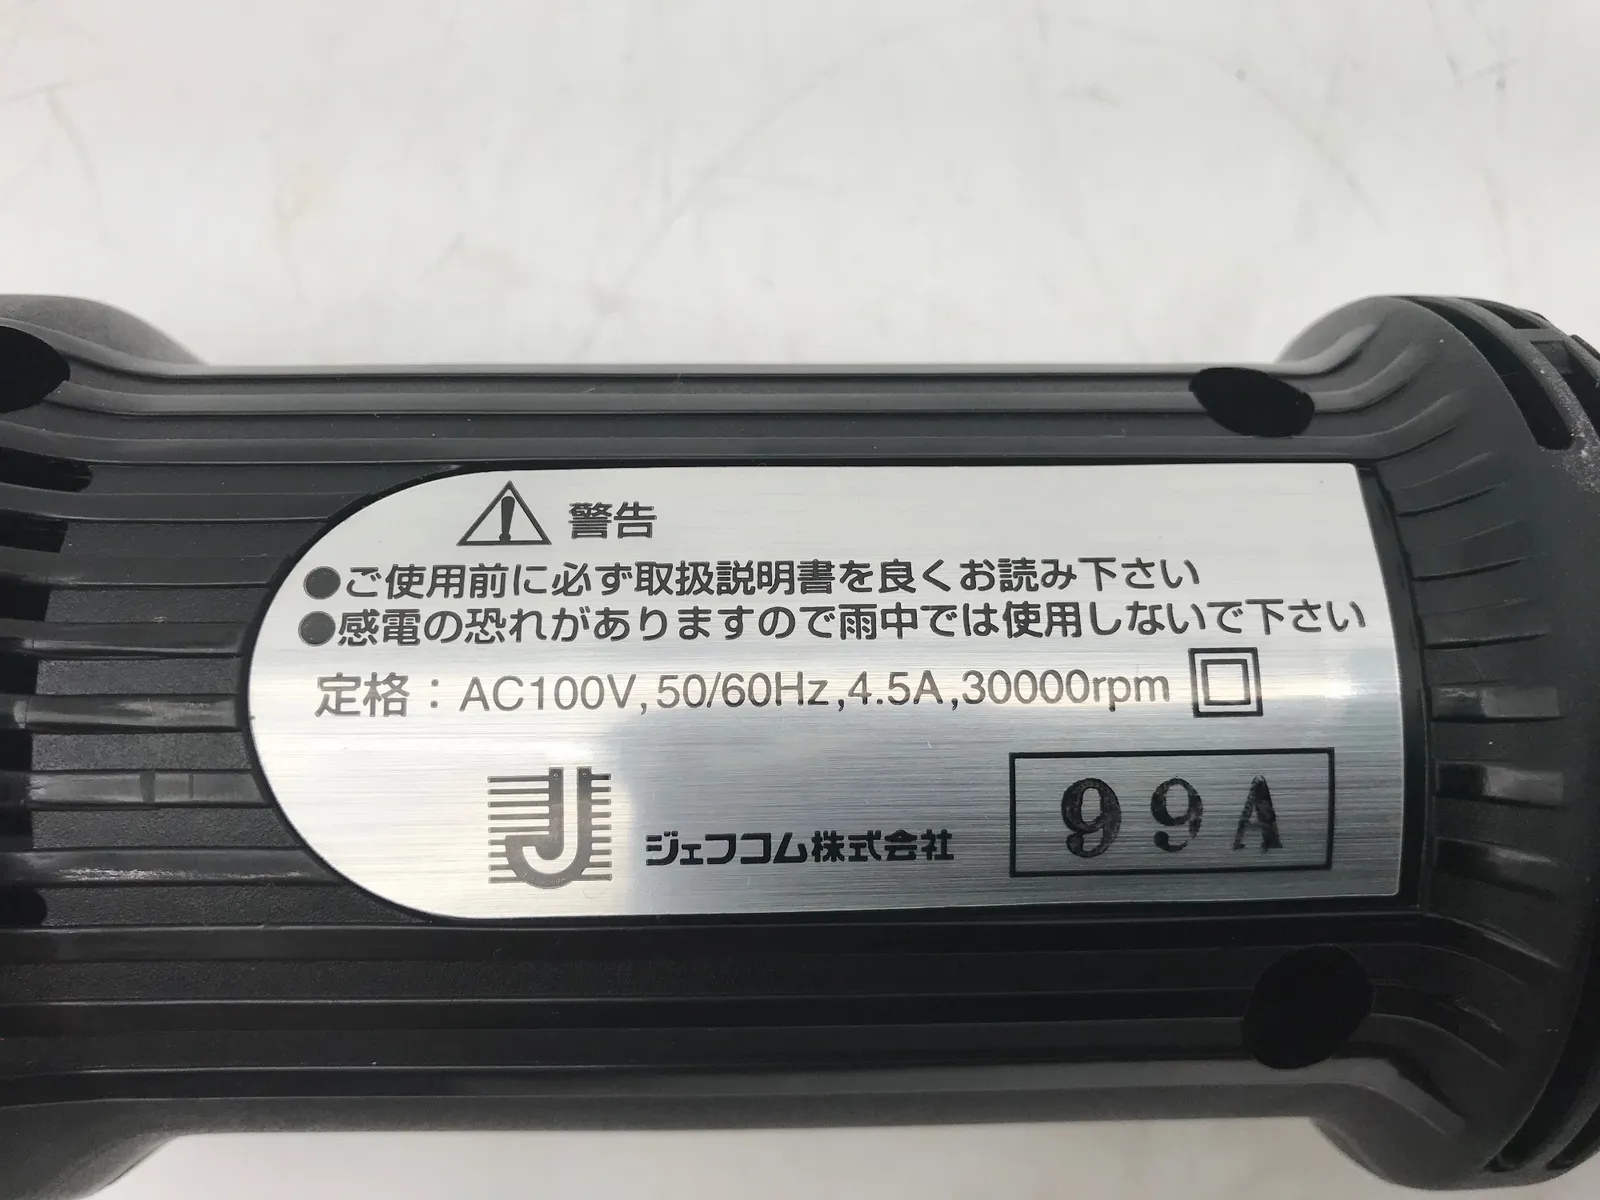 警告
●ご使用前に必ず取扱説明書を良くお読み下さい
●感電の恐れがありますので雨中では使用しないで下さい
定格：AC100V,50/60Hz,4.5A,30000rpm
ジェフコム株式会社
99A